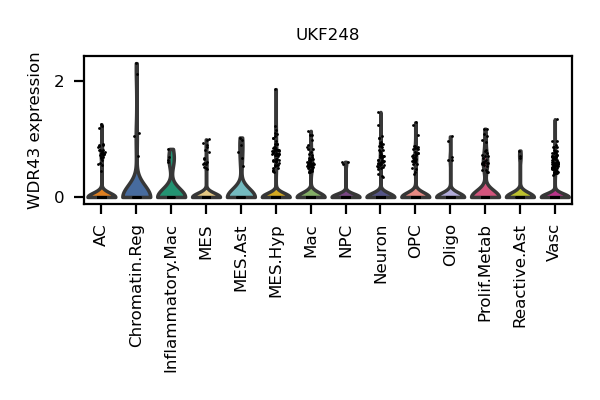 UKF248
WDR43 expression
2
0
AC
Chromatin.Reg
Inflammatory.Mac
MES
MES.Ast
MES.Hyp
Mac
NPC
Neuron
OPC
Oligo
Prolif.Metab
Reactive.Ast
Vasc